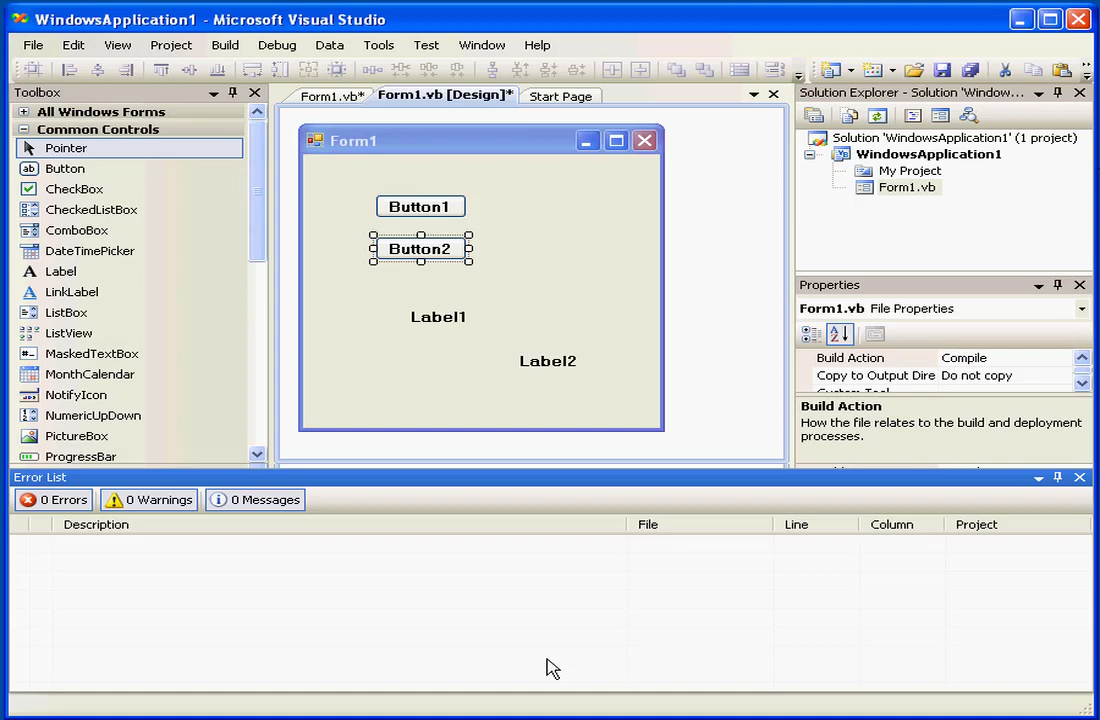 WindowsApplication1 - Microsoft Visual Studio
File Edit View Project Build Debug Data Tools Test Window Help
Toolbox
All Windows Forms
Common Controls
Pointer
Button
CheckBox
CheckedListBox
ComboBox
DateTimePicker
Label
LinkLabel
ListBox
ListView
MaskedTextBox
MonthCalendar
NotifyIcon
NumericUpDown
PictureBox
ProgressBar
Form1.vb* Form1.vb [Design]* Start Page
Form1
Button1
Button2
Label1
Label2
Solution Explorer - Solution 'Window...
Solution 'WindowsApplication1' (1 project)
WindowsApplication1
My Project
Form1.vb
Properties
Form1.vb File Properties
Build Action Compile
Copy to Output Dire Do not copy
Build Action
How the file relates to the build and deployment
processes.
Error List
0 Errors 0 Warnings 0 Messages
Description File Line Column Project